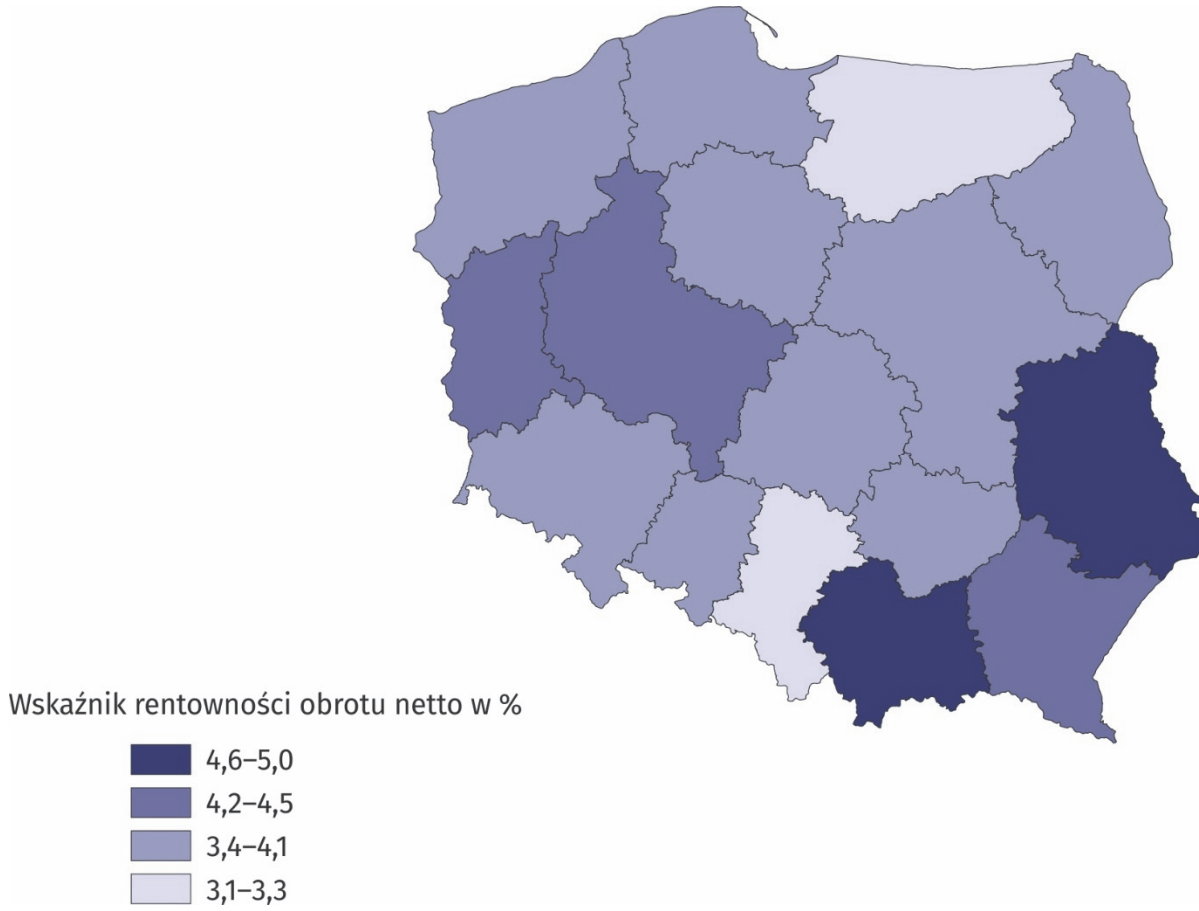 Wskaźnik rentowności obrotu netto w %
4,6–5,0
4,2–4,5
3,4–4,1
3,1–3,3